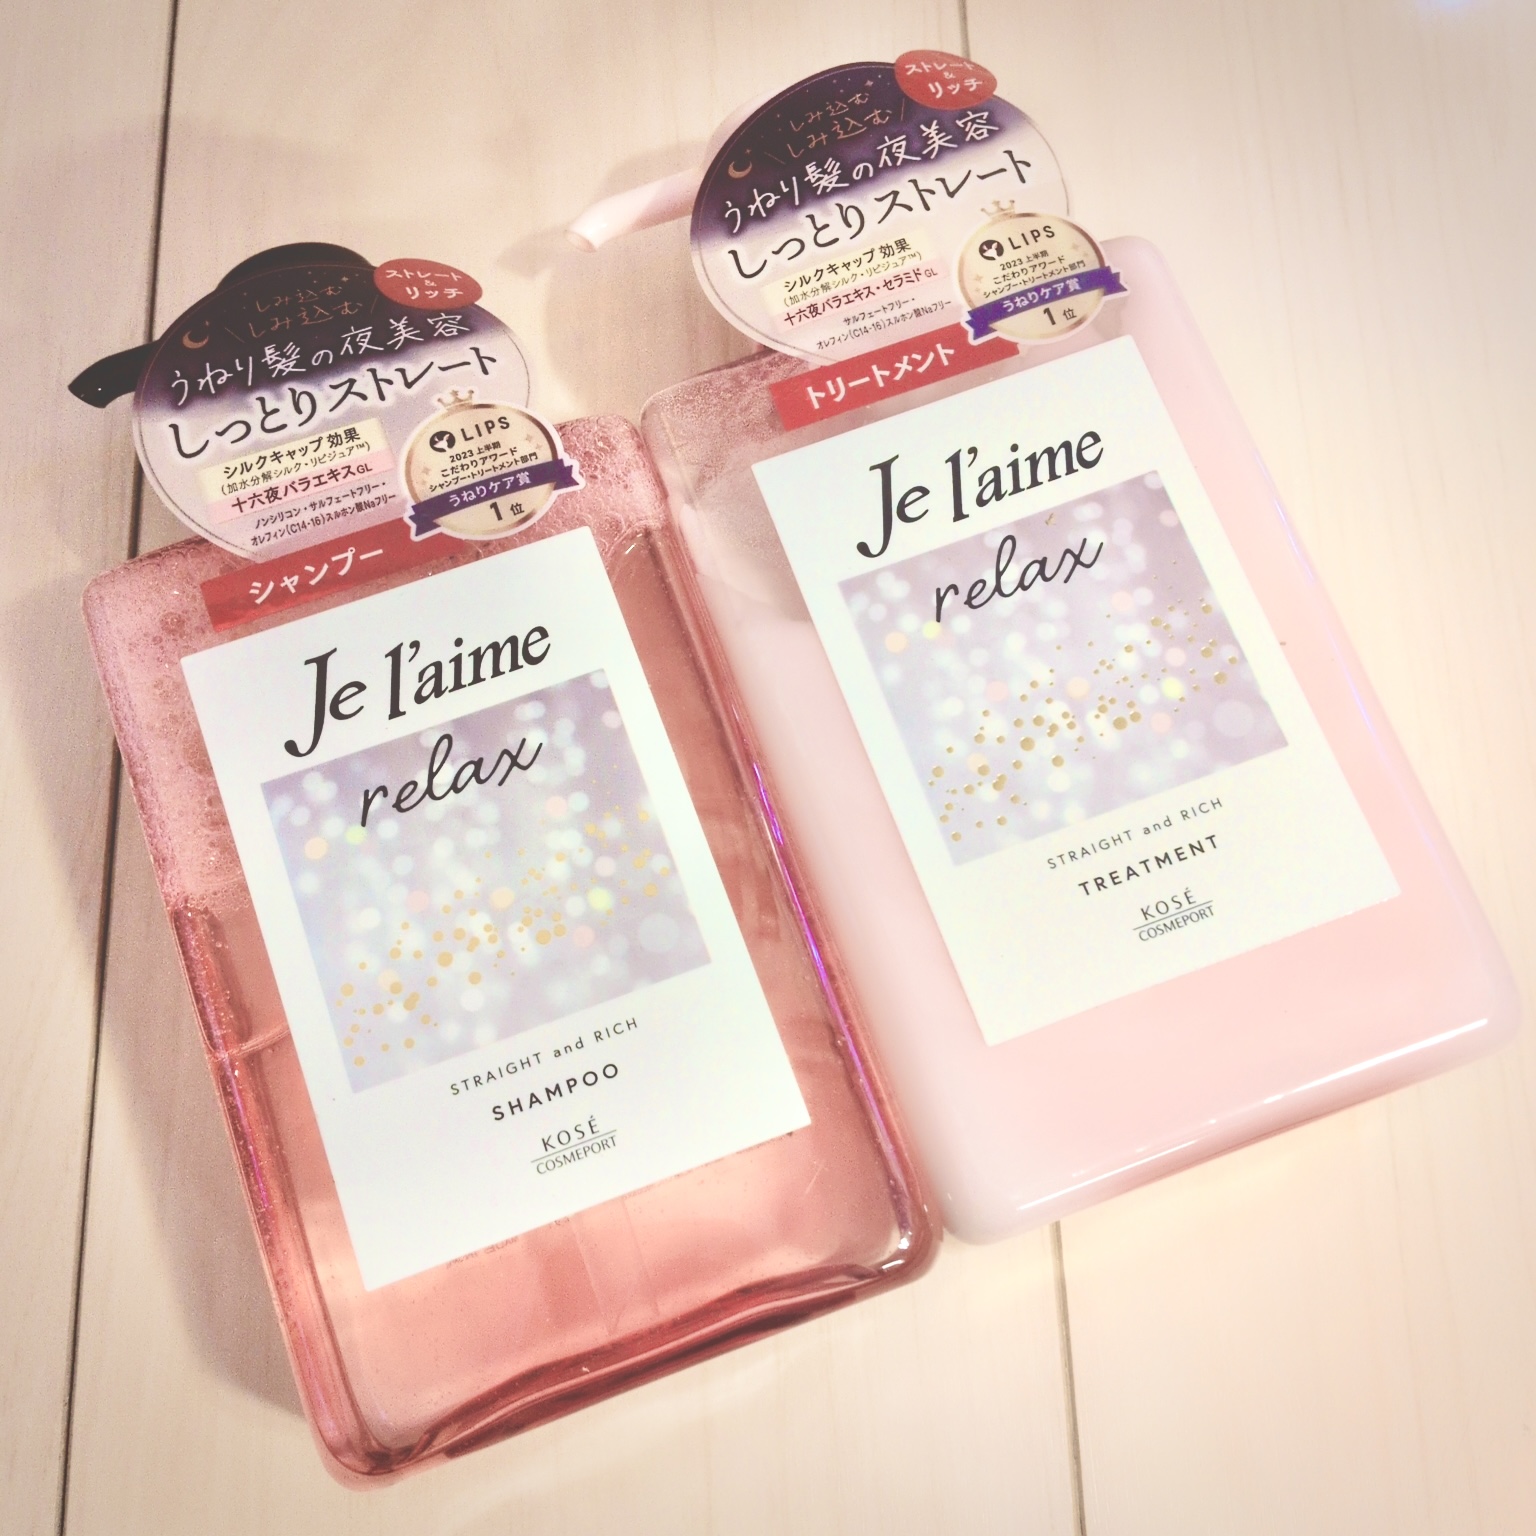 ストレート
&
リッチ
しみ込む
しみ込む
うねり髪の夜美容
しっとりストレート
シルクキャップ効果
(加水分解シルク・リピジュア™)
十六夜バラエキスGL
ノンシリコン・サルフェートフリー・
オレフィン(C14-16)スルホン酸Naフリー
LIPS
2023上半期
こだわりアワード
シャンプー・トリートメント部門
うねりケア賞
1位
シャンプー
Je l'aime
relax
STRAIGHT and RICH
SHAMPOO
KOSÉ
COSMEPORT
ストレート
&
リッチ
しみ込む
しみ込む
うねり髪の夜美容
しっとりストレート
シルクキャップ効果
(加水分解シルク・リピジュア™)
十六夜バラエキス・セラミドGL
サルフェートフリー・
オレフィン(C14-16)スルホン酸Naフリー
LIPS
2023上半期
こだわりアワード
シャンプー・トリートメント部門
うねりケア賞
1位
トリートメント
Je l'aime
relax
STRAIGHT and RICH
TREATMENT
KOSÉ
COSMEPORT